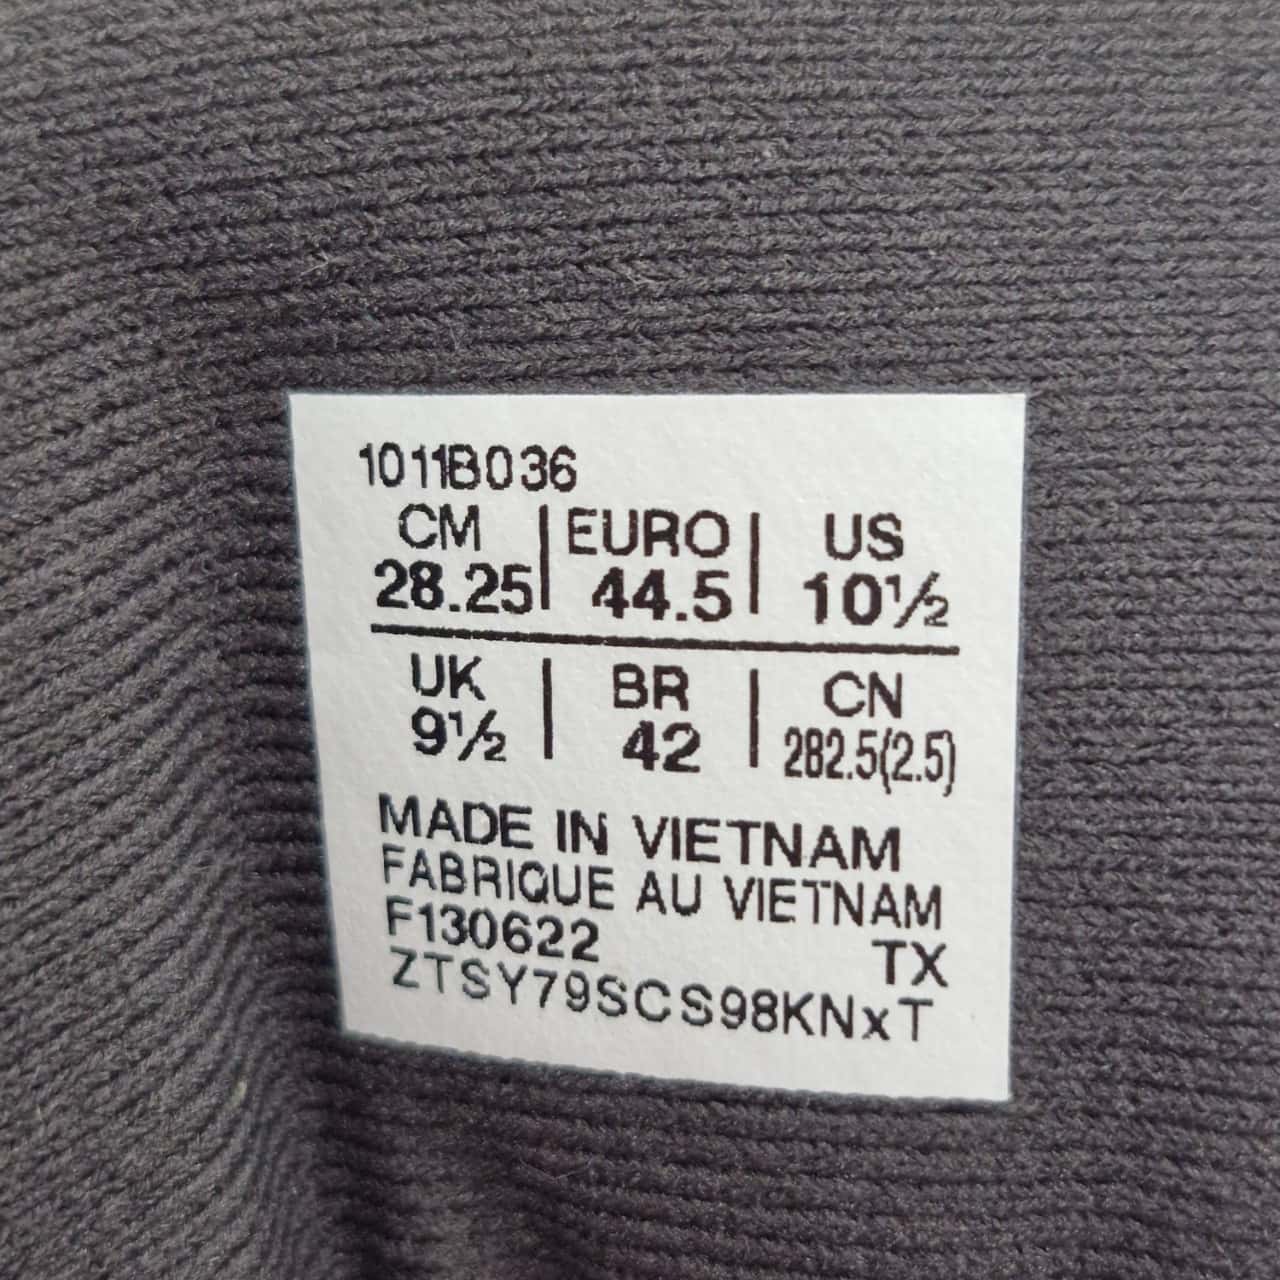 1011B036
CM | EURO | US
28.25 | 44.5 | 10½
UK | BR | CN
9½ | 42 | 282.5(2.5)
MADE IN VIETNAM
FABRIQUE AU VIETNAM
F130622 TX
ZTSY79SCS98KNxT